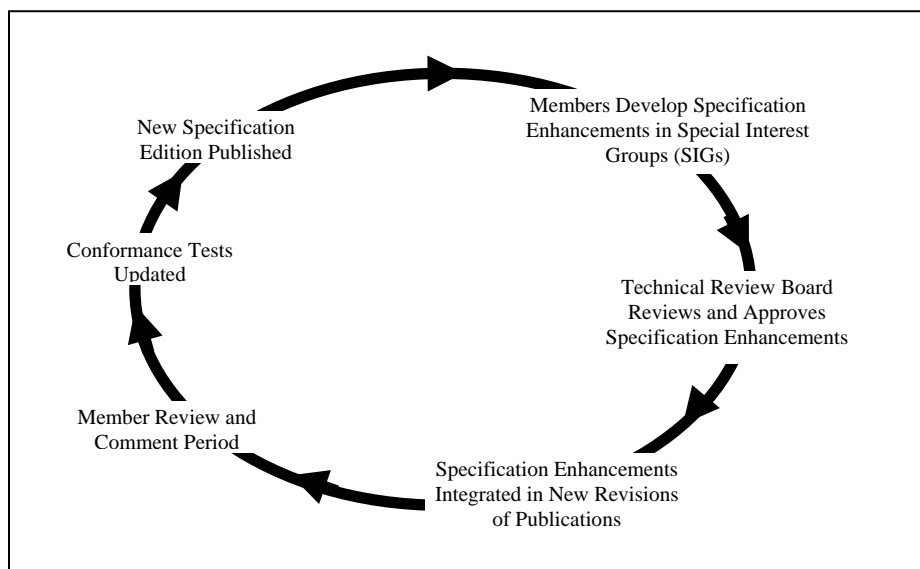 Members Develop Specification
Enhancements in Special Interest
Groups (SIGs)
Technical Review Board
Reviews and Approves
Specification Enhancements
Specification Enhancements
Integrated in New Revisions
of Publications
Member Review and
Comment Period
Conformance Tests
Updated
New Specification
Edition Published